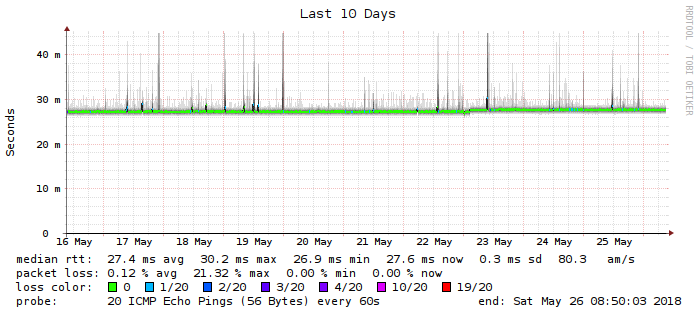 Last 10 Days
RRDTOOL / TOBI OETIKER
Seconds
40 m
30 m
20 m
10 m
0
16 May 17 May 18 May 19 May 20 May 21 May 22 May 23 May 24 May 25 May
median rtt: 27.4 ms avg 30.2 ms max 26.9 ms min 27.6 ms now 0.3 ms sd 80.3 am/s
packet loss: 0.12 % avg 21.32 % max 0.00 % min 0.00 % now
loss color: 0 1/20 2/20 3/20 4/20 10/20 19/20
probe: 20 ICMP Echo Pings (56 Bytes) every 60s end: Sat May 26 08:50:03 2018